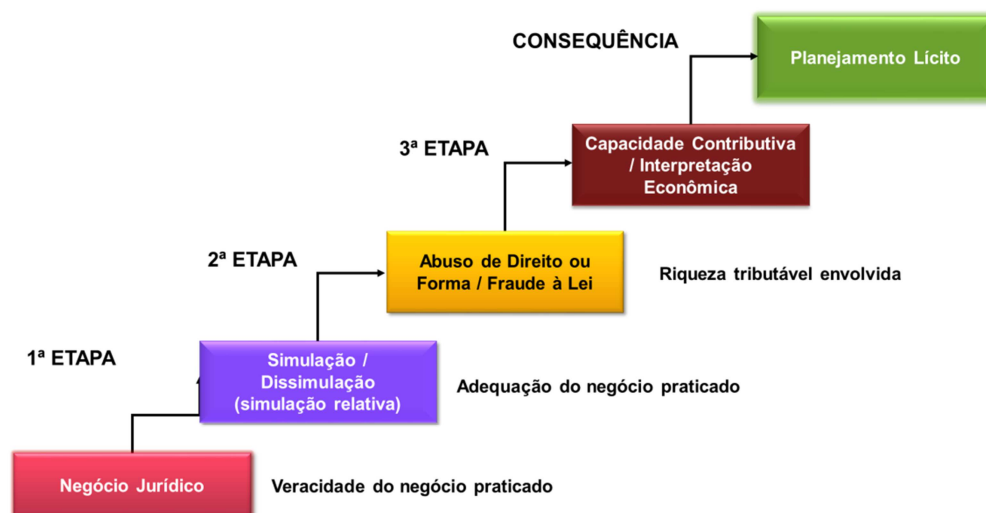 CONSEQUÊNCIA
Planejamento Lícito
3ª ETAPA
Capacidade Contributiva
/ Interpretação
Econômica
2ª ETAPA
Abuso de Direito ou
Forma / Fraude à Lei
Riqueza tributável envolvida
1ª ETAPA
Simulação /
Dissimulação
(simulação relativa)
Adequação do negócio praticado
Negócio Jurídico
Veracidade do negócio praticado